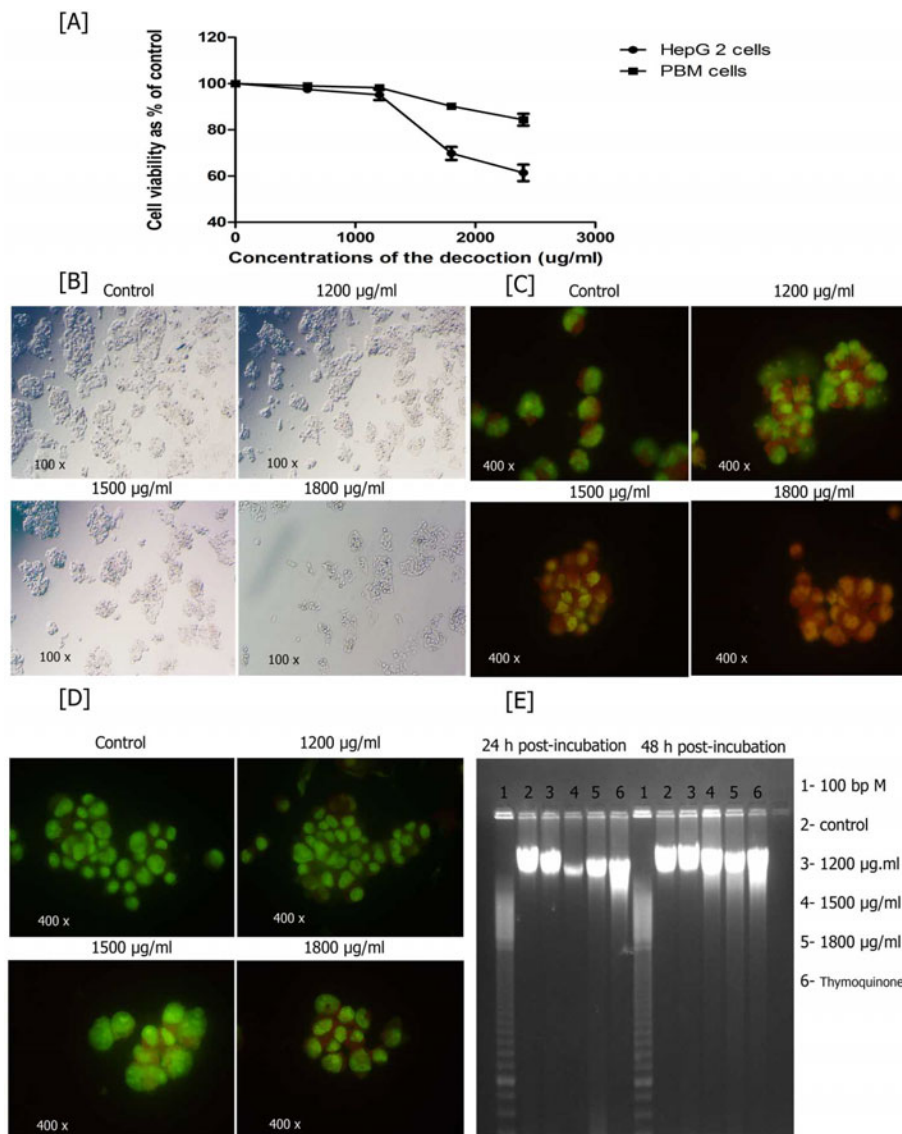 [A]
120
100
80
60
40
Cell viability as % of control
0 1000 2000 3000
Concentrations of the decoction (ug/ml)
HepG 2 cells
PBM cells
[B]
Control 1200 µg/ml
100 x 100 x
1500 µg/ml 1800 µg/ml
100 x 100 x
[C]
Control 1200 µg/ml
400 x 400 x
1500 µg/ml 1800 µg/ml
400 x 400 x
[D]
Control 1200 µg/ml
400 x 400 x
1500 µg/ml 1800 µg/ml
400 x 400 x
[E]
24 h post-incubation 48 h post-incubation
1 2 3 4 5 6 1 2 3 4 5 6
1- 100 bp M
2- control
3- 1200 µg.ml
4- 1500 µg/ml
5- 1800 µg/ml
6- Thymoquinone